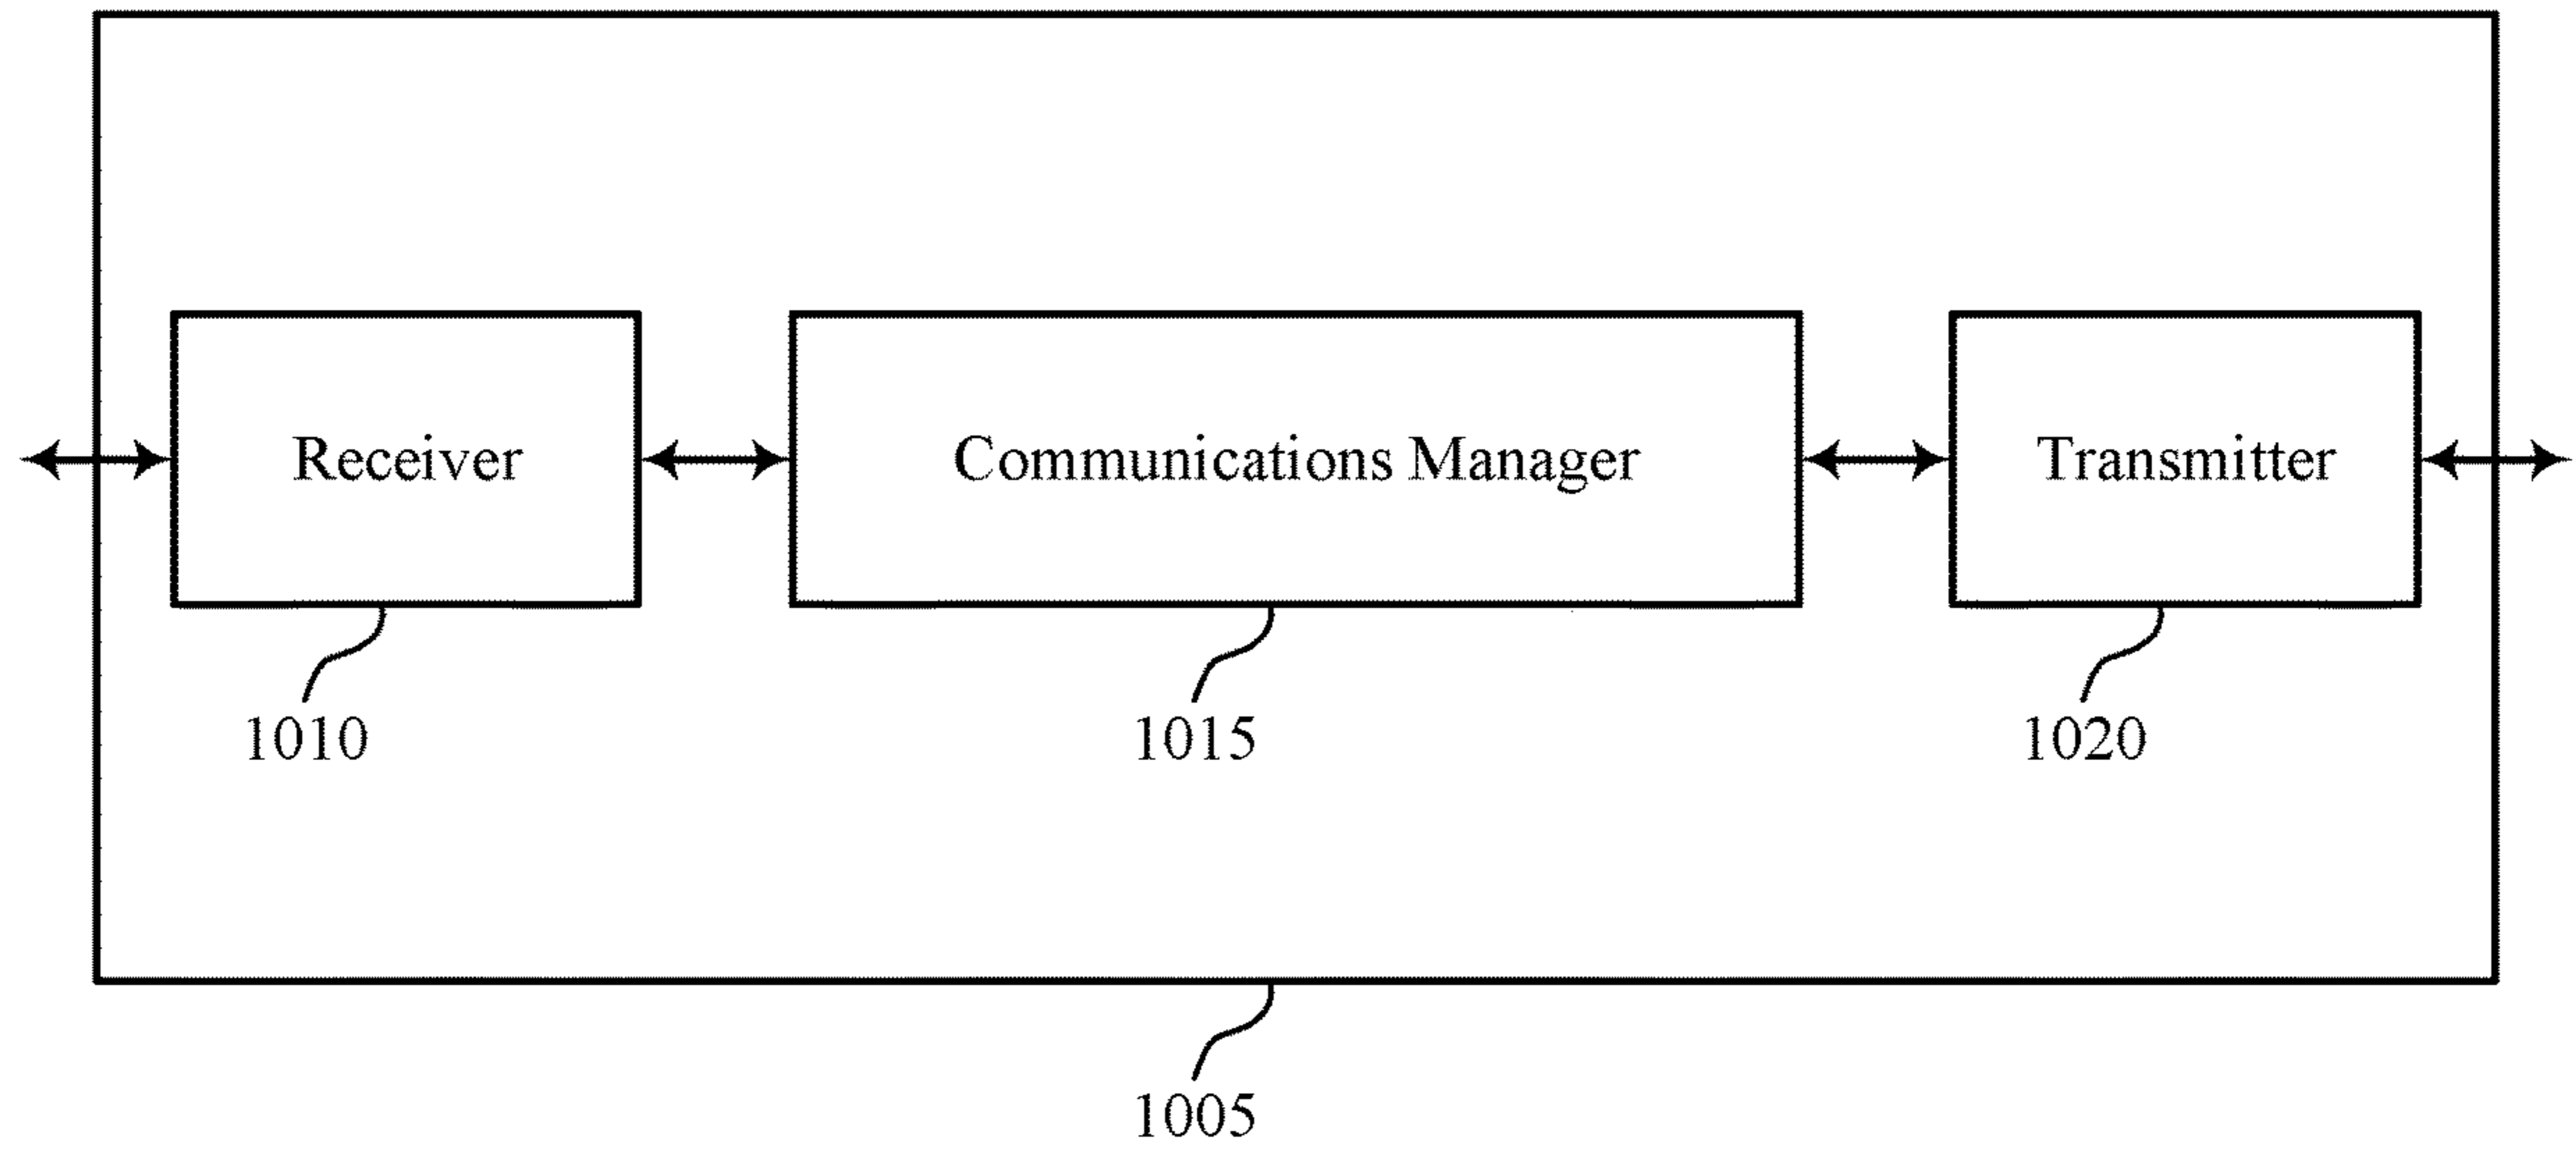 Receiver
Communications Manager
Transmitter
1010
1015
1020
1005